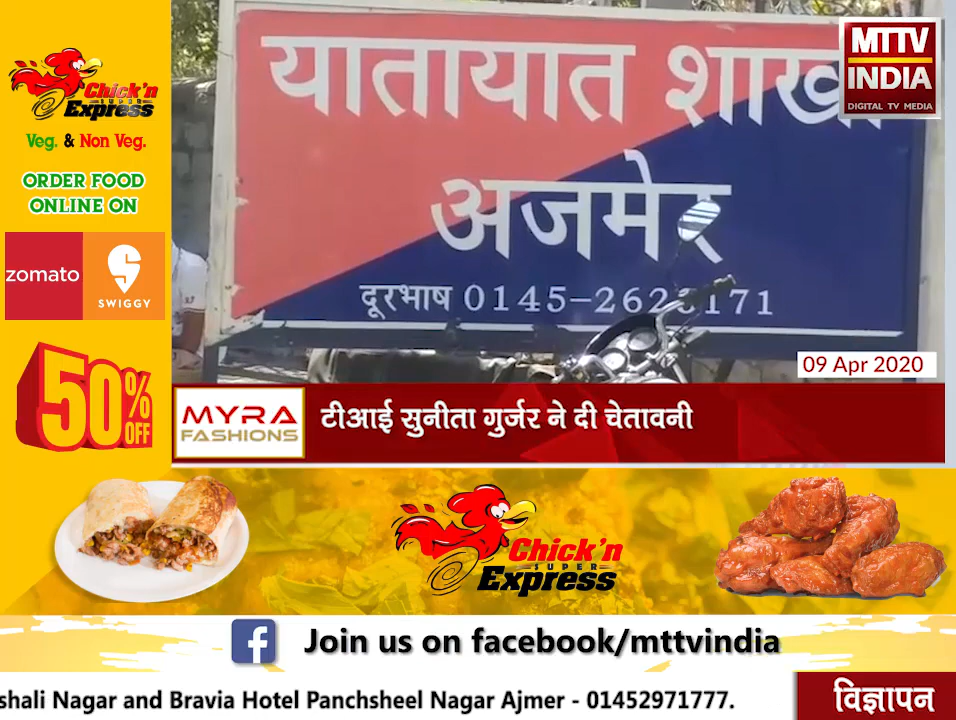 Chick'n
SUPER
Express
Veg. & Non Veg.
ORDER FOOD
ONLINE ON
zomato
SWIGGY
50% OFF
यातायात शाखा
अजमेर
दूरभाष 0145-262
MTTV
INDIA
DIGITAL TV MEDIA
09 Apr 2020
MYRA
FASHIONS
टीआई सुनीता गुर्जर ने दी चेतावनी
Chick'n
SUPER
Express
Join us on facebook/mttvindia
shali Nagar and Bravia Hotel Panchsheel Nagar Ajmer - 01452971777.
विज्ञापन